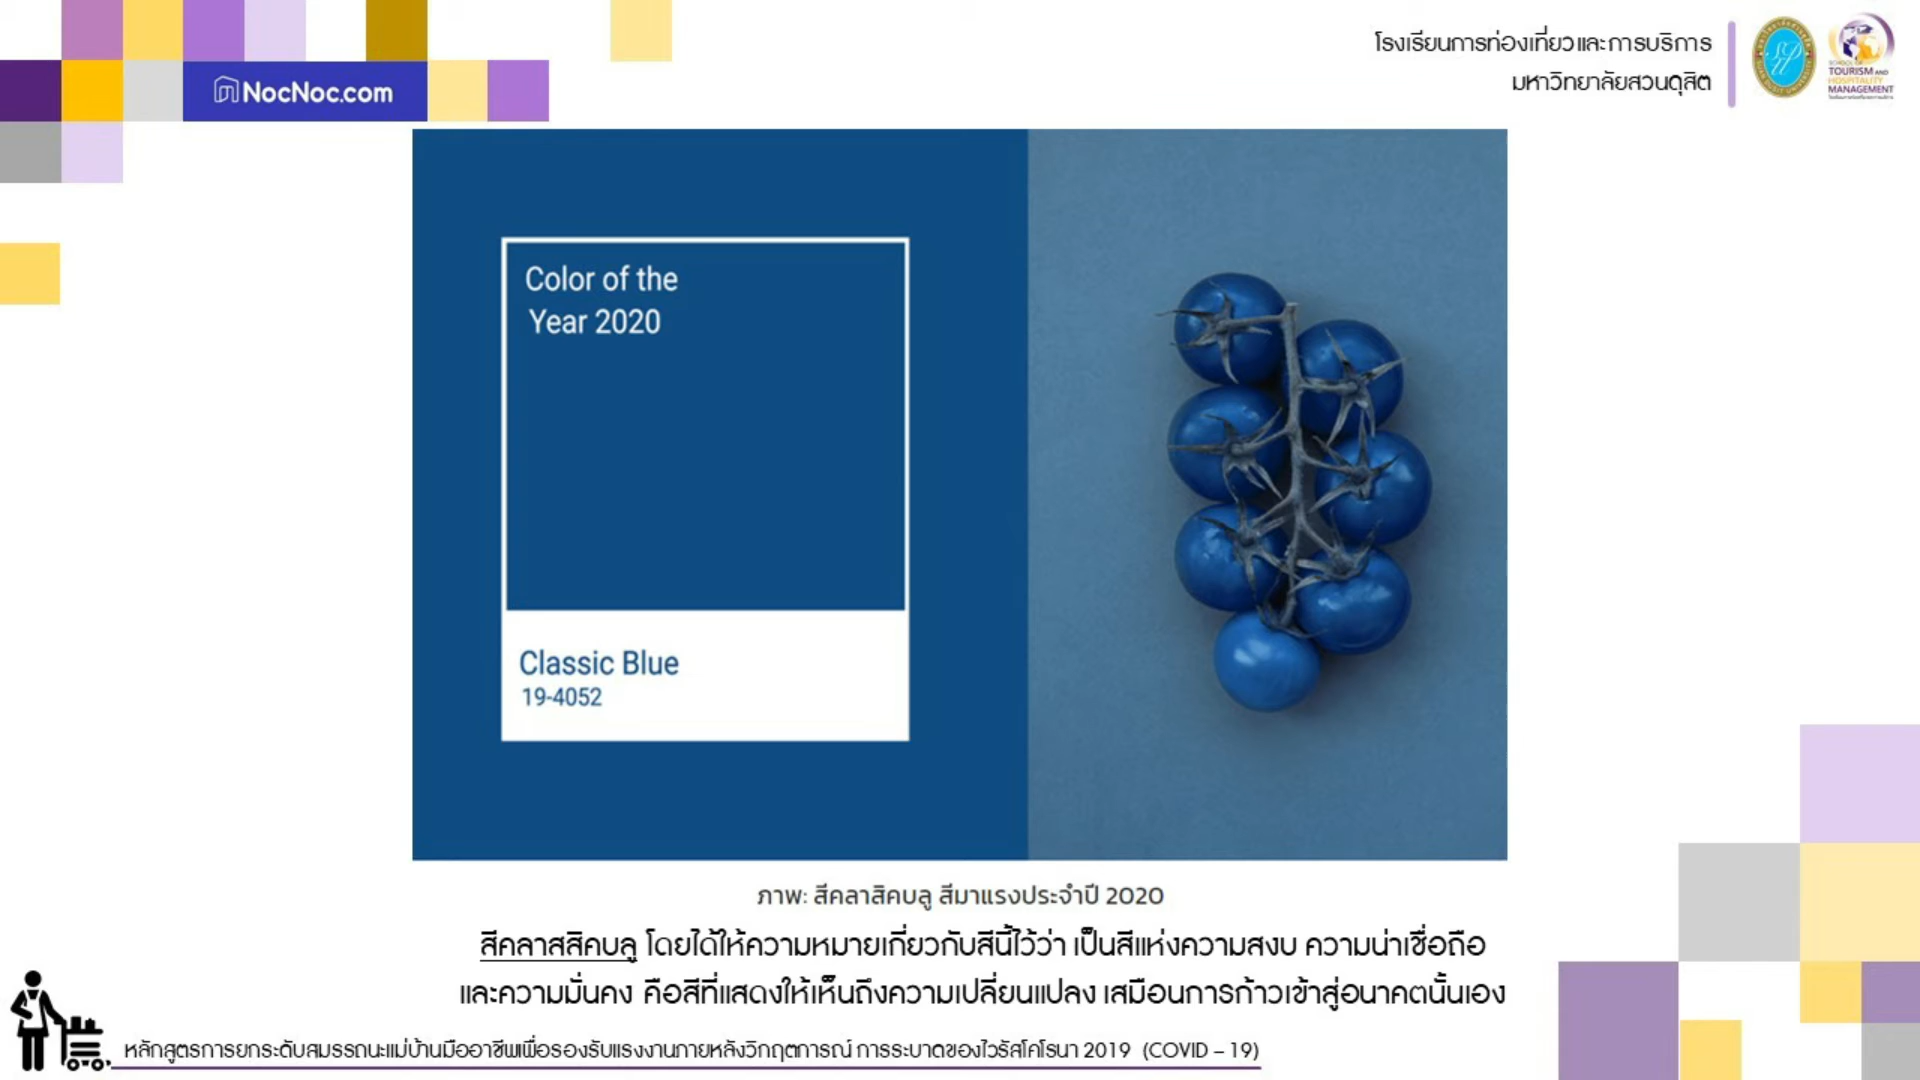 NocNoc.com
โรงเรียนการท่องเที่ยวและการบริการ
มหาวิทยาลัยสวนดุสิต
TOURISM AND
HOSPITALITY
MANAGEMENT
Color of the
Year 2020
Classic Blue
19-4052
ภาพ: สีคลาสิคบลู สีมาแรงประจำปี 2020
สีคลาสสิคบลู โดยได้ให้ความหมายเกี่ยวกับสีนี้ไว้ว่า เป็นสีแห่งความสงบ ความน่าเชื่อถือ
และความมั่นคง คือสีที่แสดงให้เห็นถึงความเปลี่ยนแปลง เสมือนการก้าวเข้าสู่อนาคตนั้นเอง
หลักสูตรการยกระดับสมรรถนะแม่บ้านมืออาชีพเพื่อรองรับแรงงานภายหลังวิกฤตการณ์ การระบาดของไวรัสโคโรนา 2019 (COVID – 19)